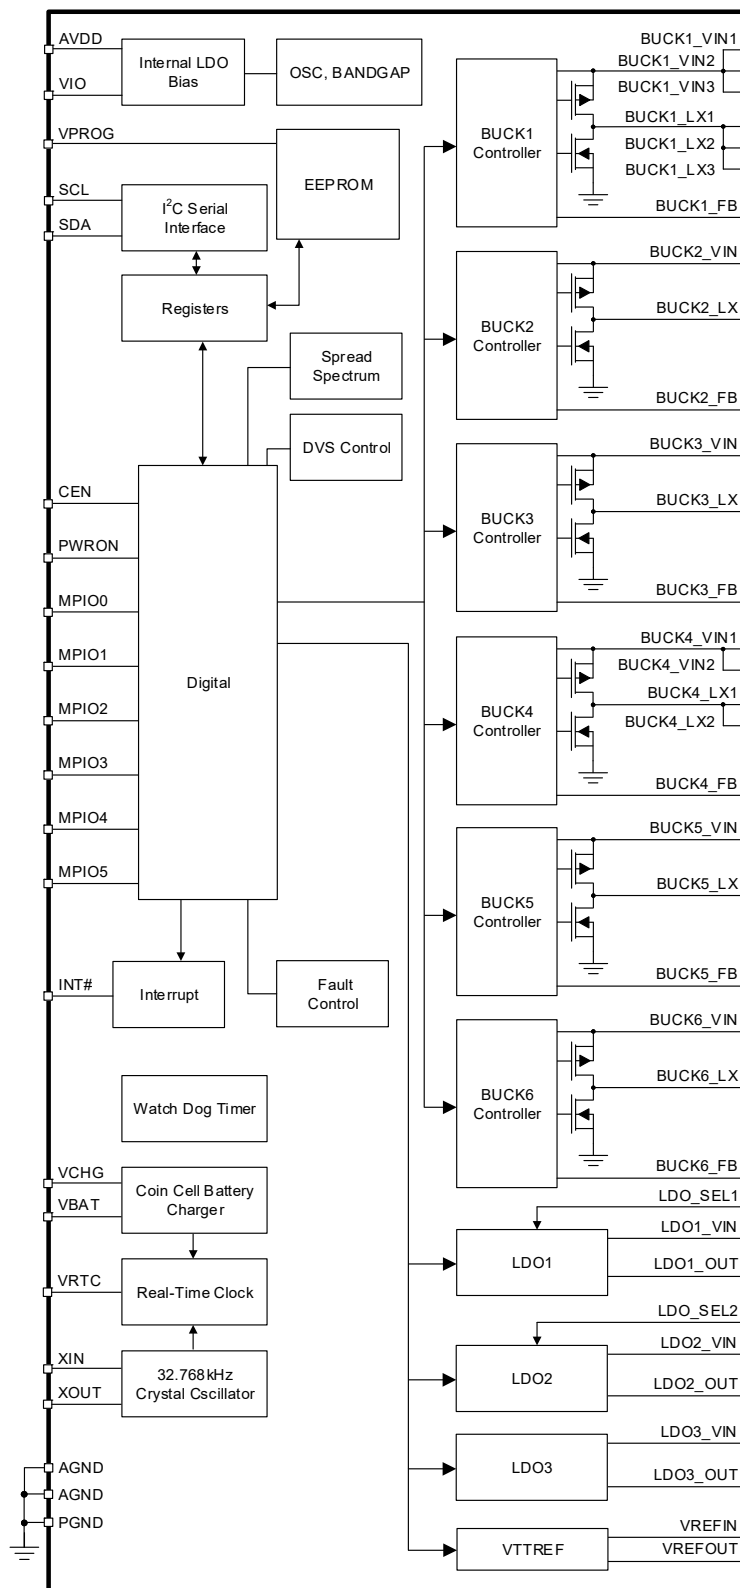 AVDD
VIO
Internal LDO
Bias
OSC, BANDGAP
VPROG
EEPROM
SCL
SDA
I2C Serial
Interface
Registers
Spread
Spectrum
DVS Control
CEN
PWRON
MPIO0
MPIO1
MPIO2
MPIO3
MPIO4
MPIO5
Digital
INT#
Interrupt
Fault
Control
Watch Dog Timer
VCHG
VBAT
Coin Cell Battery
Charger
VRTC
Real-Time Clock
XIN
XOUT
32.768kHz
Crystal Cscillator
AGND
AGND
PGND
BUCK1
Controller
BUCK1_VIN1
BUCK1_VIN2
BUCK1_VIN3
BUCK1_LX1
BUCK1_LX2
BUCK1_LX3
BUCK1_FB
BUCK2
Controller
BUCK2_VIN
BUCK2_LX
BUCK2_FB
BUCK3
Controller
BUCK3_VIN
BUCK3_LX
BUCK3_FB
BUCK4
Controller
BUCK4_VIN1
BUCK4_VIN2
BUCK4_LX1
BUCK4_LX2
BUCK4_FB
BUCK5
Controller
BUCK5_VIN
BUCK5_LX
BUCK5_FB
BUCK6
Controller
BUCK6_VIN
BUCK6_LX
BUCK6_FB
LDO_SEL1
LDO1
LDO1_VIN
LDO1_OUT
LDO_SEL2
LDO2
LDO2_VIN
LDO2_OUT
LDO3
LDO3_VIN
LDO3_OUT
VTTREF
VREFIN
VREFOUT